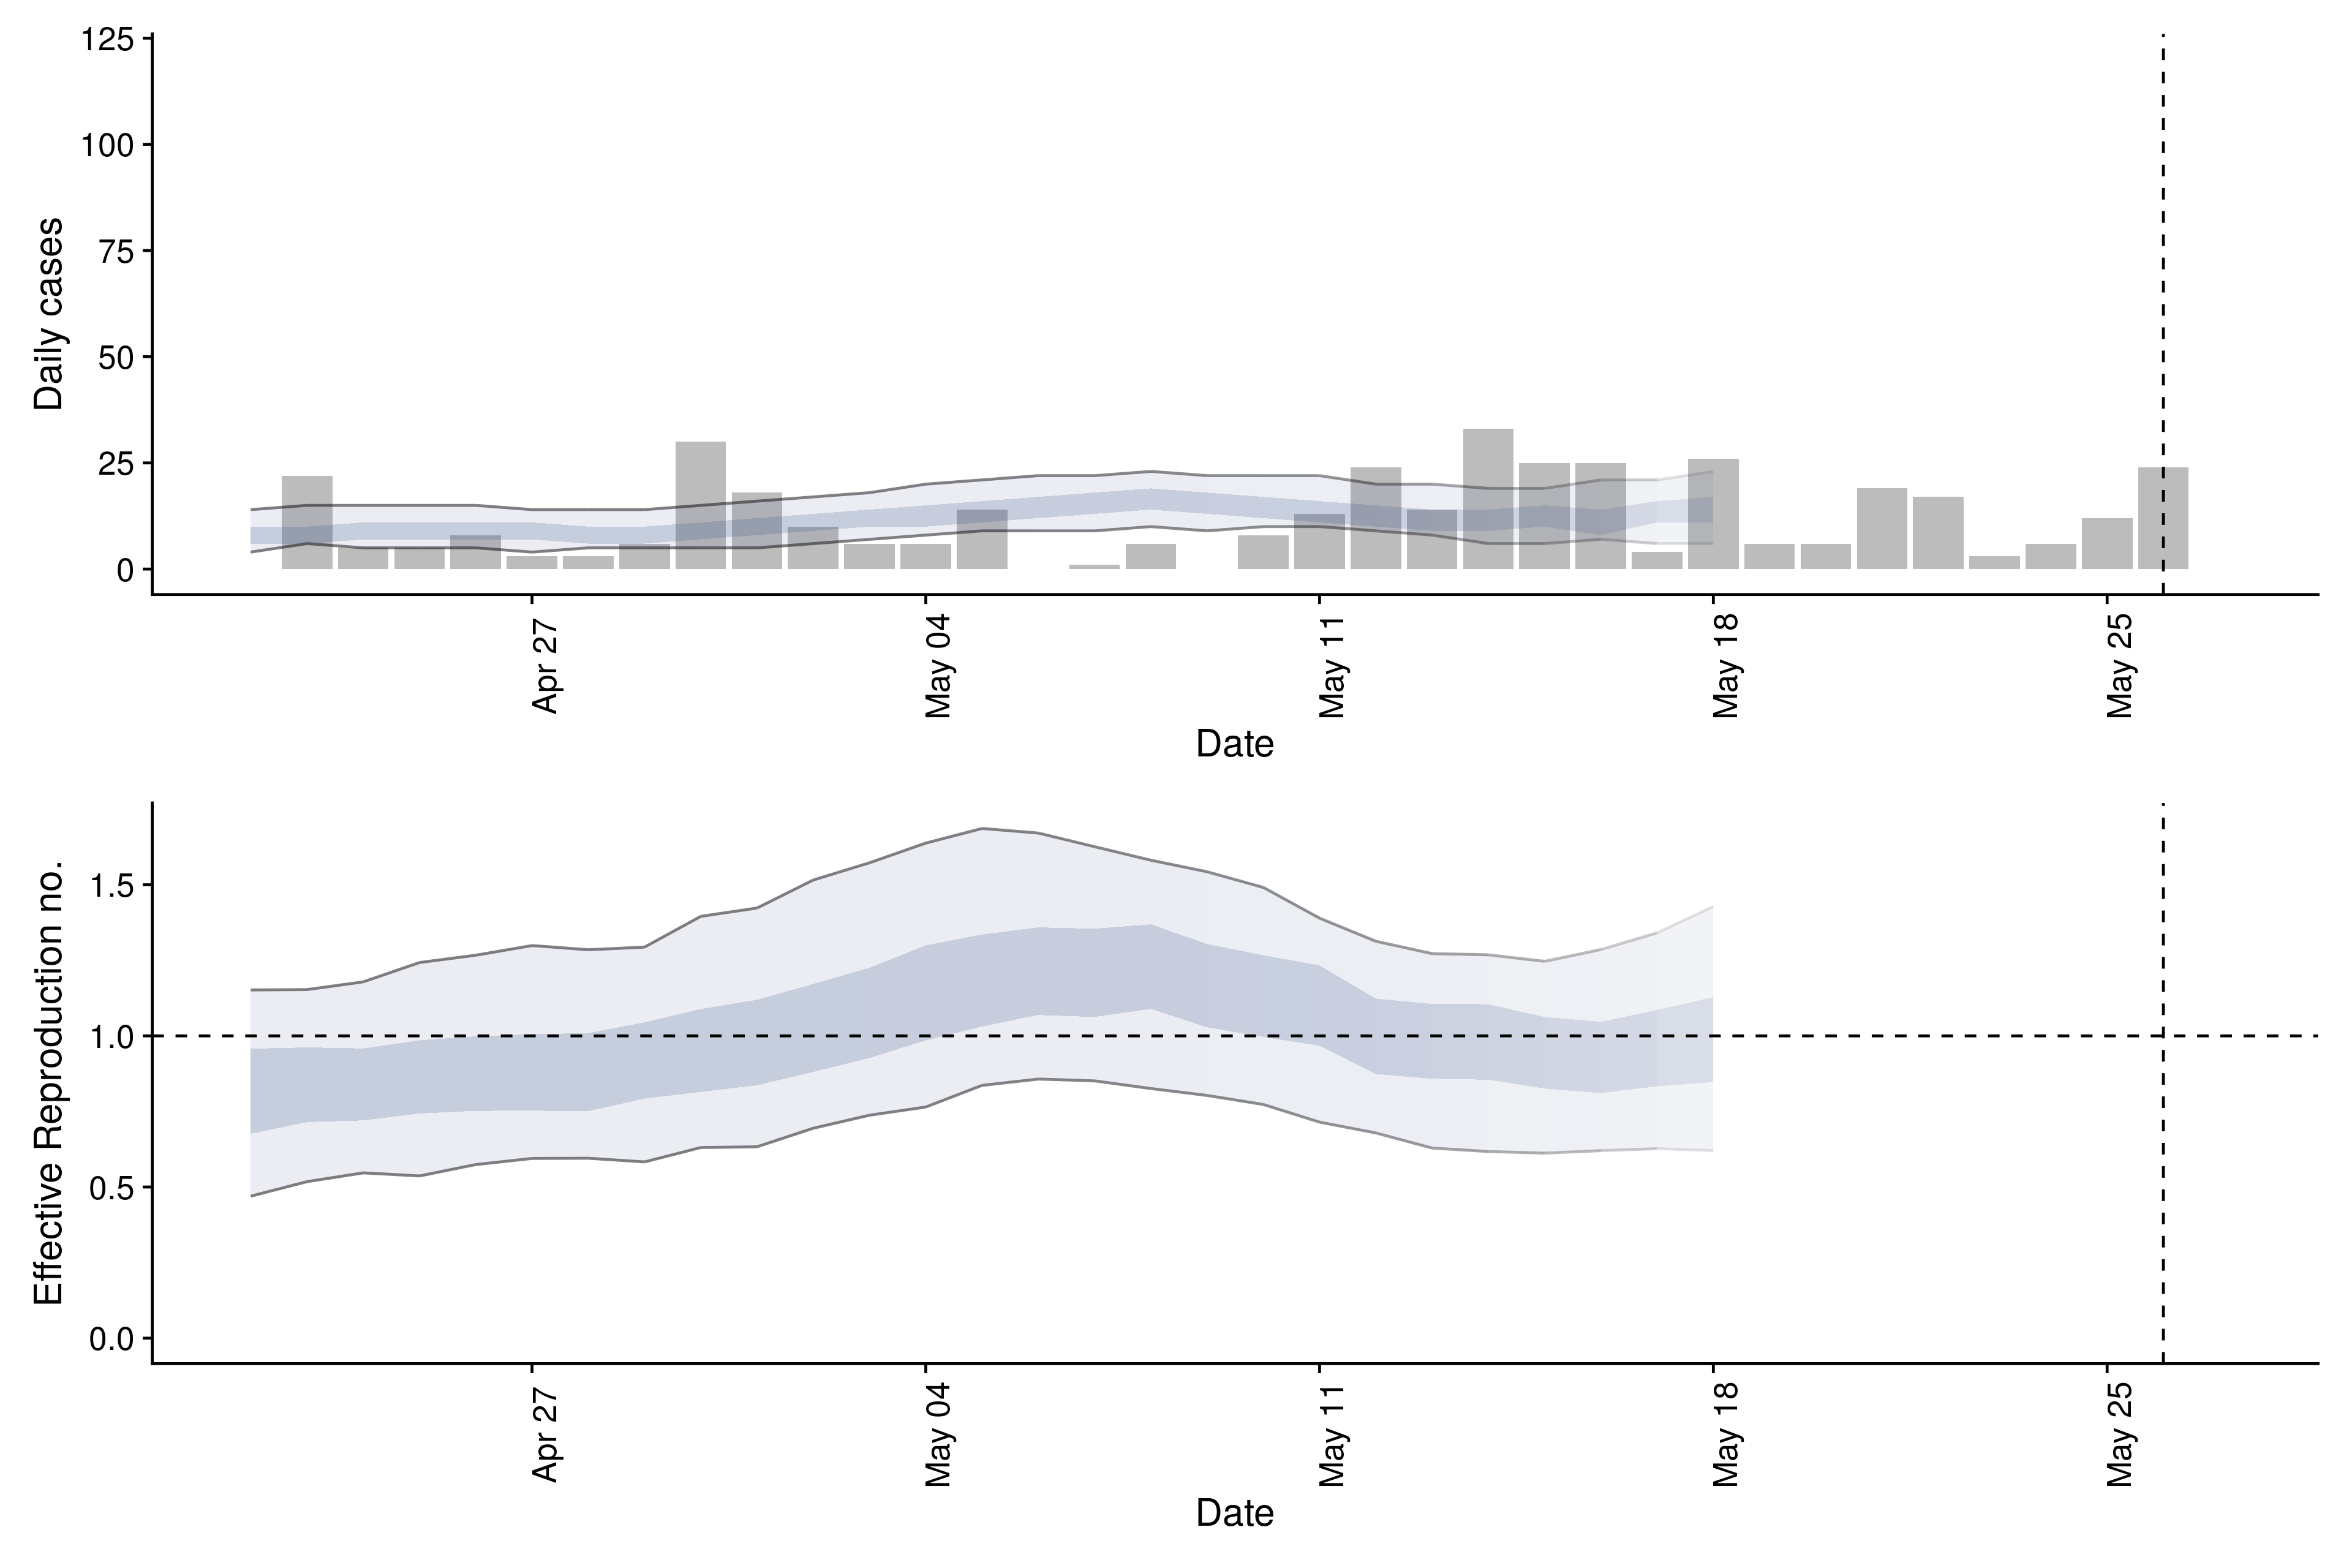 125
100
75
50
25
0
Daily cases
Apr 27
May 04
May 11
May 18
May 25
Date
1.5
1.0
0.5
0.0
Effective Reproduction no.
Apr 27
May 04
May 11
May 18
May 25
Date